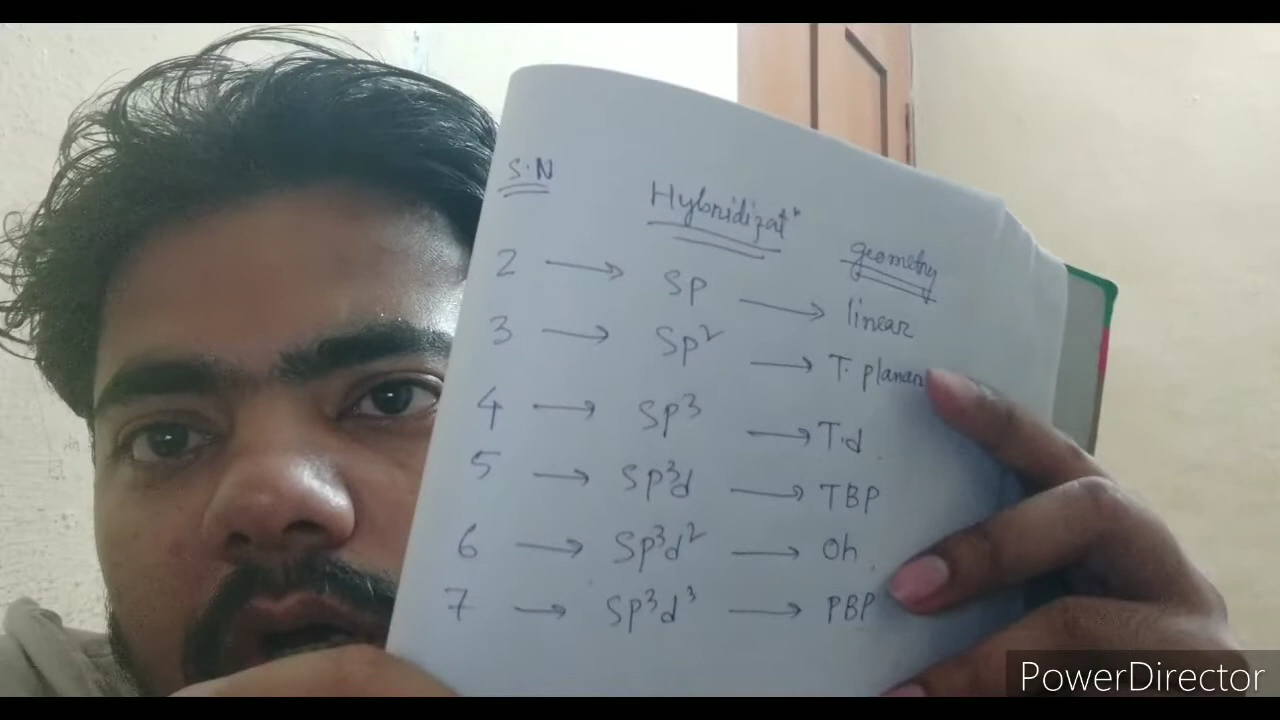 S.N Hybridizatⁿ geometry
2 → SP → linear
3 → Sp² → T. planar
4 → Sp³ → T.d.
5 → Sp³d → TBP
6 → Sp³d² → Oh.
7 → Sp³d³ → PBP
PowerDirector